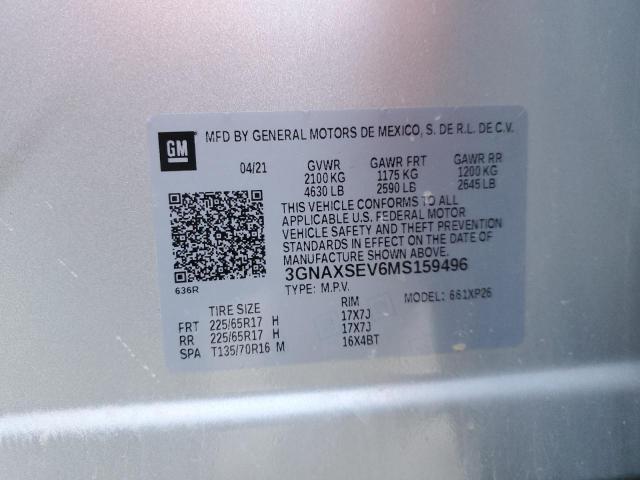 GM
MFD BY GENERAL MOTORS DE MEXICO, S. DE R.L. DE C.V.
04/21 GVWR GAWR FRT GAWR RR
2100 KG 1175 KG 1200 KG
4630 LB 2590 LB 2645 LB
THIS VEHICLE CONFORMS TO ALL
APPLICABLE U.S. FEDERAL MOTOR
VEHICLE SAFETY AND THEFT PREVENTION
STANDARDS IN EFFECT ON THE DATE OF
MANUFACTURE SHOWN ABOVE.
3GNAXSEV6MS159496
636R
TYPE: M.P.V. MODEL: 661XP26
TIRE SIZE RIM
FRT 225/65R17 H 17X7J
RR 225/65R17 H 17X7J
SPA T135/70R16 M 16X4BT